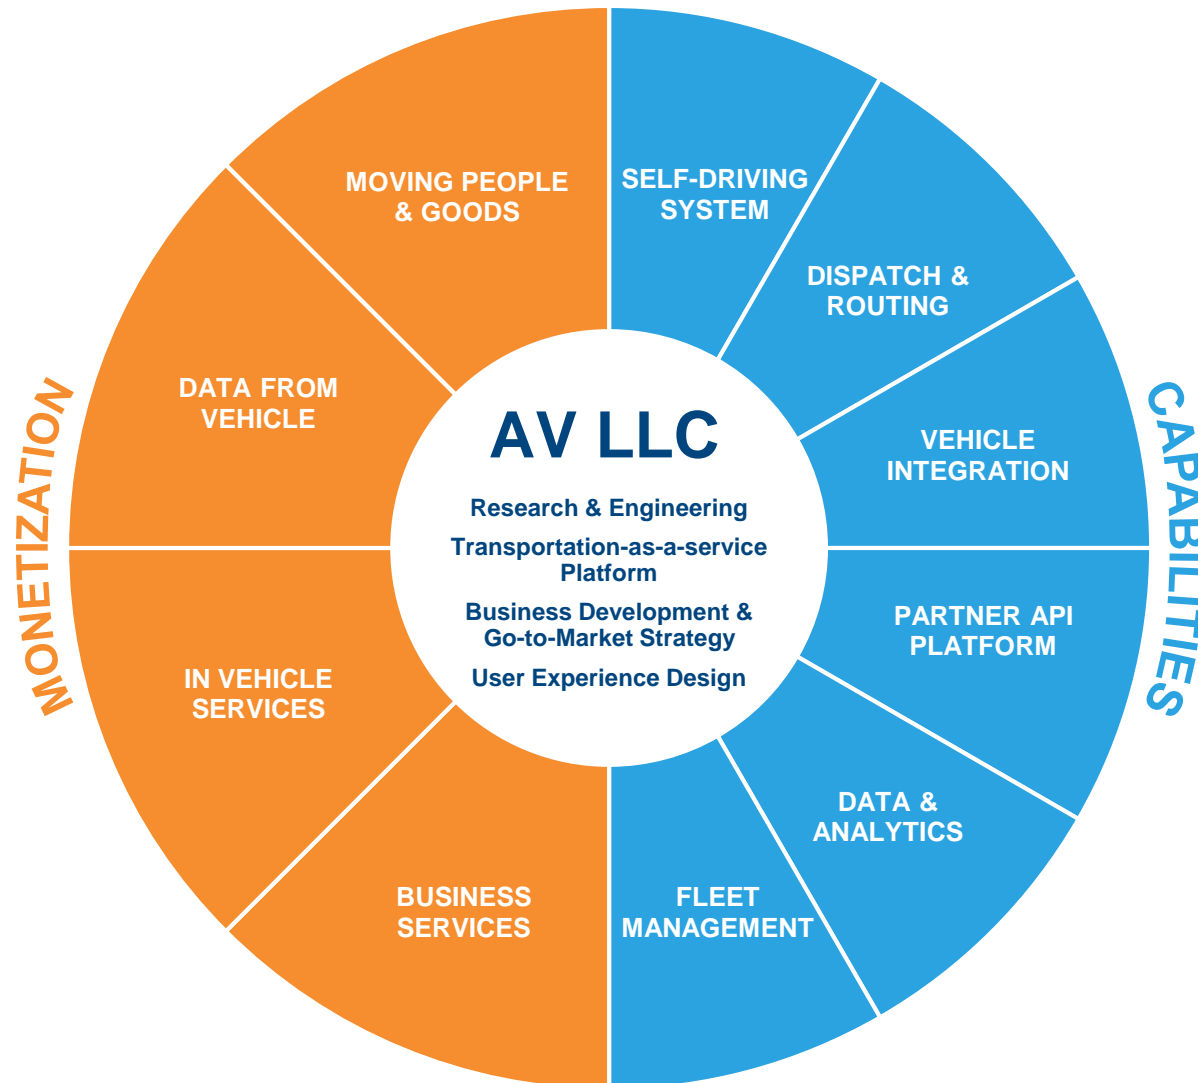 MOVING PEOPLE
& GOODS
SELF-DRIVING
SYSTEM
DISPATCH &
ROUTING
DATA FROM
VEHICLE
VEHICLE
INTEGRATION
MONETIZATION
CAPABILITIES
AV LLC
Research & Engineering
Transportation-as-a-service
Platform
Business Development &
Go-to-Market Strategy
User Experience Design
PARTNER API
PLATFORM
IN VEHICLE
SERVICES
DATA &
ANALYTICS
BUSINESS
SERVICES
FLEET
MANAGEMENT